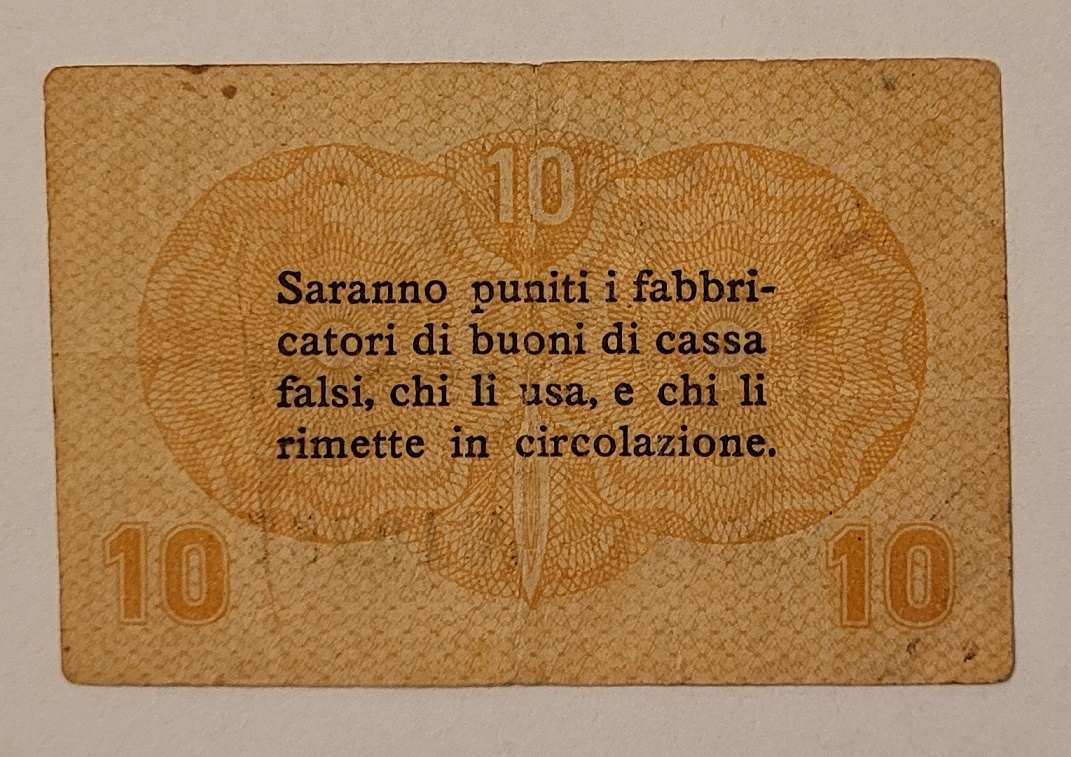 10
Saranno puniti i fabbri-
catori di buoni di cassa
falsi, chi li usa, e chi li
rimette in circolazione.
10 10